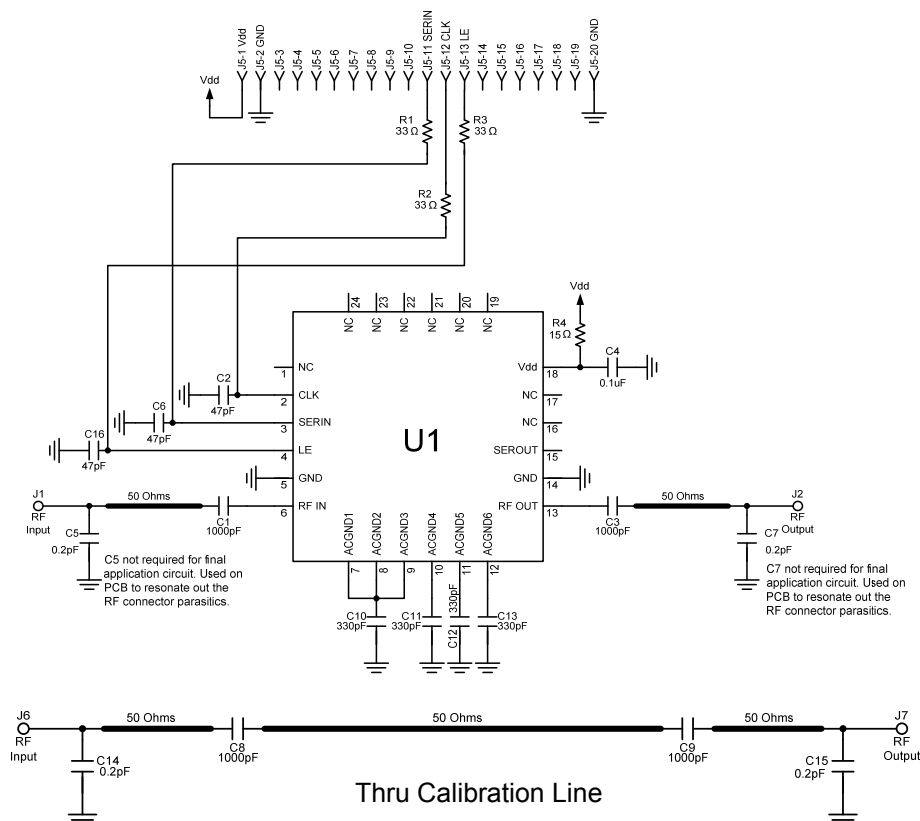 J5-1 Vdd
J5-2 GND
J5-3
J5-4
J5-5
J5-6
J5-7
J5-8
J5-9
J5-10
J5-11 SERIN
J5-12 CLK
J5-13 LE
J5-14
J5-15
J5-16
J5-17
J5-18
J5-19
J5-20 GND
Vdd
R1
33 Ω
R3
33 Ω
R2
33 Ω
24
23
22
21
20
19
NC
NC
NC
NC
NC
NC
Vdd
R4
15Ω
C4
0.1uF
NC
1
CLK
2
SERIN
3
LE
4
GND
5
RF IN
6
Vdd
18
NC
17
NC
16
SEROUT
15
GND
14
RF OUT
13
U1
C2
47pF
C6
47pF
C16
47pF
J1
RF
Input
50 Ohms
C1
1000pF
C5
0.2pF
C5 not required for final
application circuit. Used on
PCB to resonate out the
RF connector parasitics.
ACGND1
ACGND2
ACGND3
ACGND4
ACGND5
ACGND6
7
8
9
10
11
12
C10
330pF
C11
330pF
330pF
C12
C13
330pF
C3
1000pF
50 Ohms
J2
RF
Output
C7
0.2pF
C7 not required for final
application circuit. Used on
PCB to resonate out the
RF connector parasitics.
J6
RF
Input
50 Ohms
C8
1000pF
50 Ohms
C9
1000pF
50 Ohms
J7
RF
Output
C14
0.2pF
C15
0.2pF
Thru Calibration Line